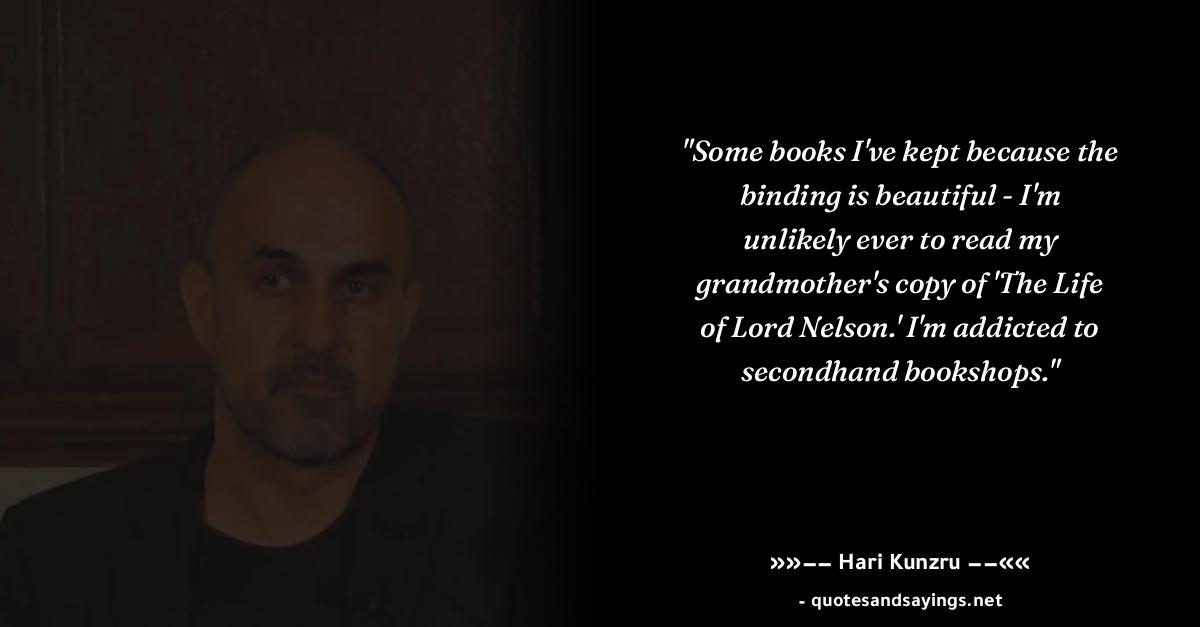 "Some books I've kept because the
binding is beautiful - I'm
unlikely ever to read my
grandmother's copy of 'The Life
of Lord Nelson.' I'm addicted to
secondhand bookshops."
»»−− Hari Kunzru −−««
- quotesandsayings.net